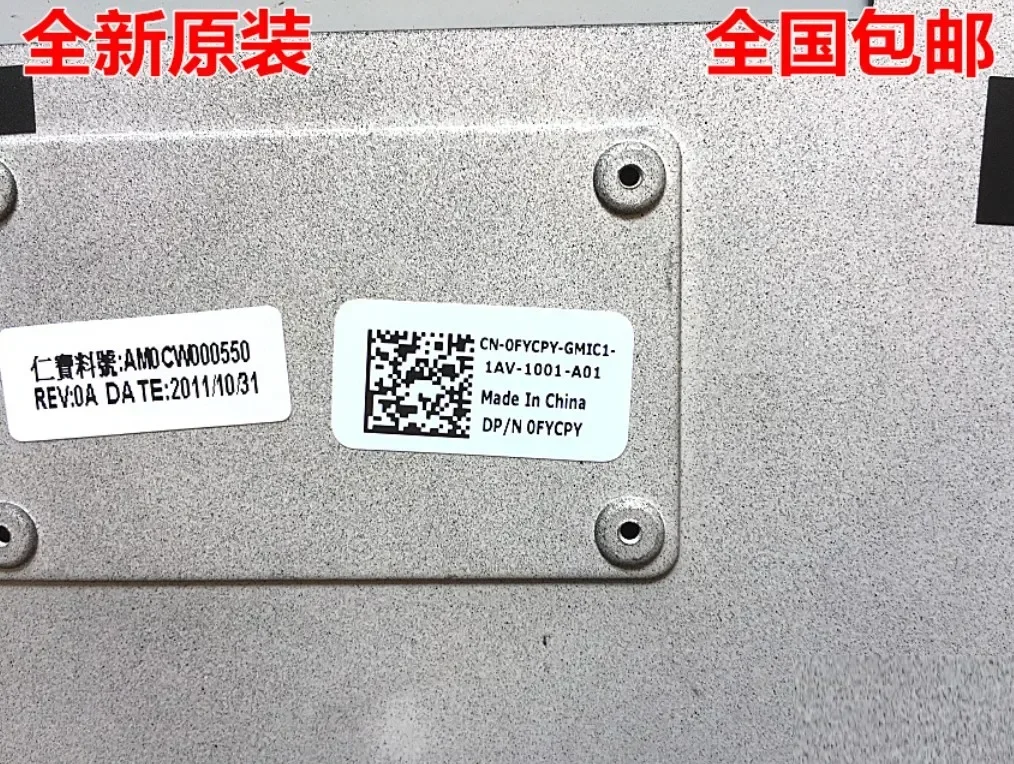 全新原装
全国包邮
仁寶料號:AM0CW000550
REV:0A DATE:2011/10/31
CN-0FYCPY-GMIC1-
1AV-1001-A01
Made In China
DP/N 0FYCPY